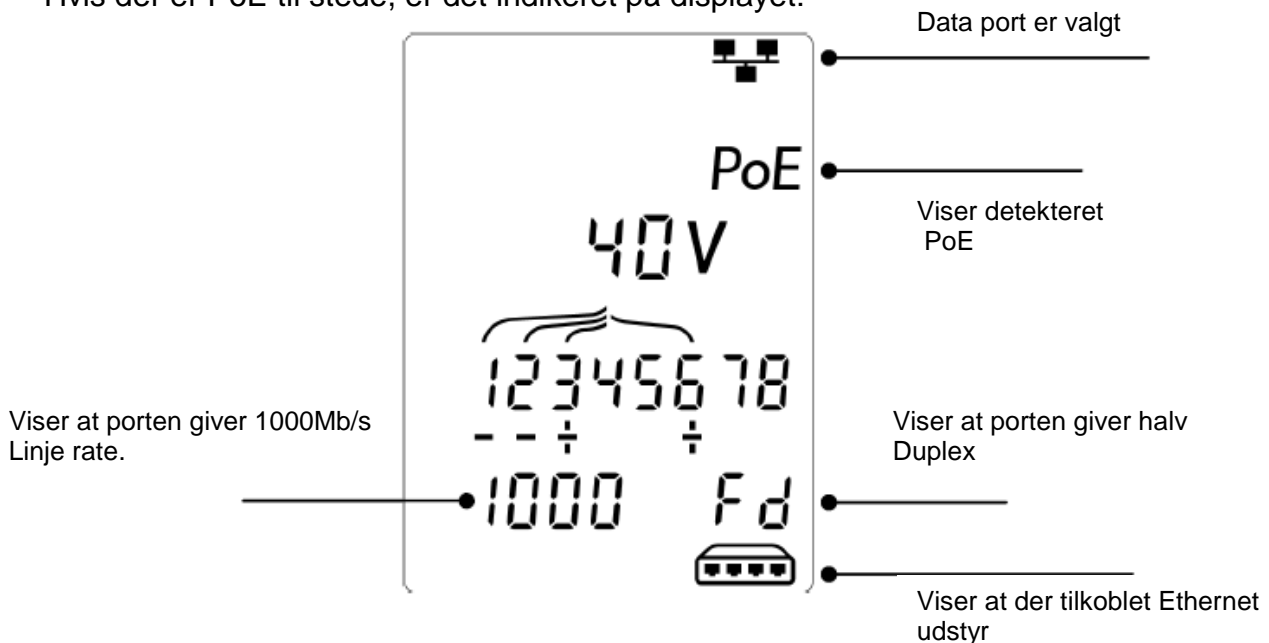 Hvis der er PoE til stede, er det indikeret på displayet.
Data port er valgt
PoE
Viser detekteret
PoE
40V
12345678
Viser at porten giver 1000Mb/s
Linje rate.
Viser at porten giver halv
Duplex
- - ÷ ÷
1000 Fd
Viser at der tilkoblet Ethernet
udstyr